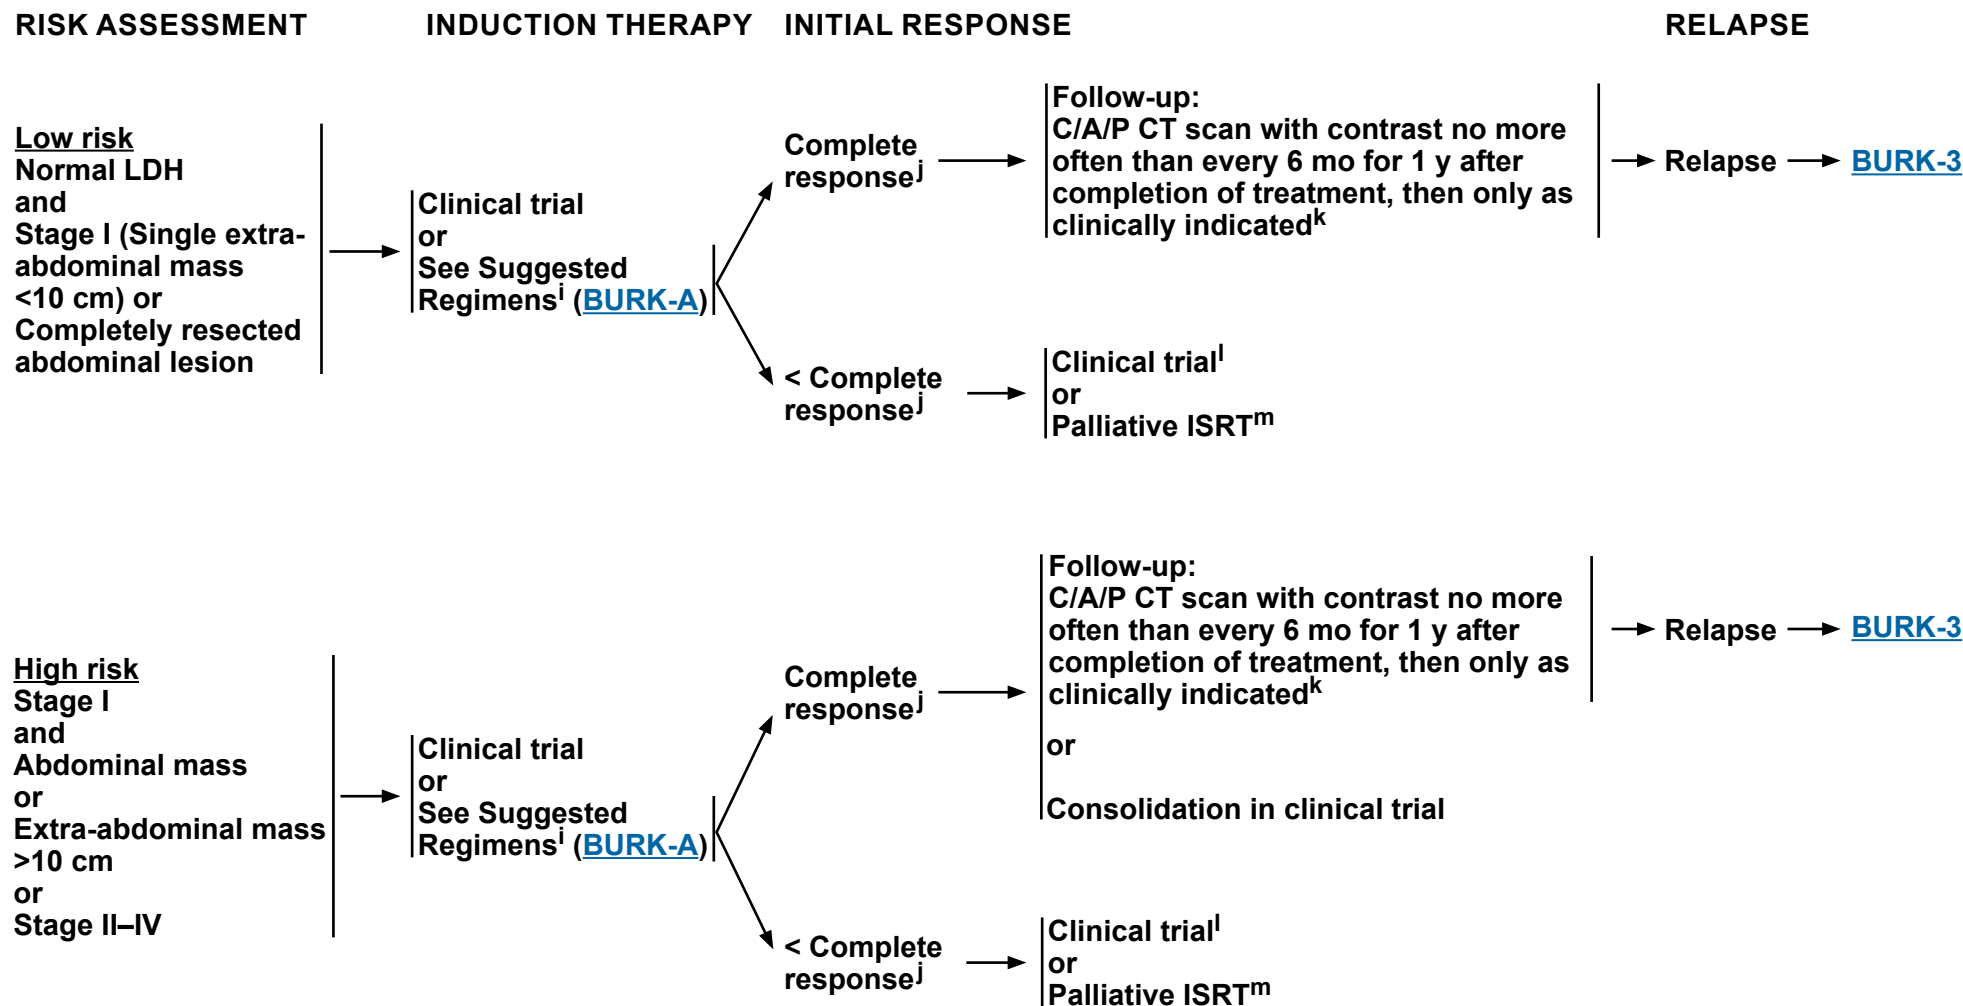 RISK ASSESSMENT
INDUCTION THERAPY
INITIAL RESPONSE
RELAPSE
Low risk
Normal LDH
and
Stage I (Single extra-
abdominal mass
<10 cm) or
Completely resected
abdominal lesion
Clinical trial
or
See Suggested
Regimensⁱ (BURK-A)
Complete
responseʲ
Follow-up:
C/A/P CT scan with contrast no more
often than every 6 mo for 1 y after
completion of treatment, then only as
clinically indicatedᵏ
Relapse
BURK-3
< Complete
responseʲ
Clinical trialˡ
or
Palliative ISRTᵐ
High risk
Stage I
and
Abdominal mass
or
Extra-abdominal mass
>10 cm
or
Stage II–IV
Clinical trial
or
See Suggested
Regimensⁱ (BURK-A)
Complete
responseʲ
Follow-up:
C/A/P CT scan with contrast no more
often than every 6 mo for 1 y after
completion of treatment, then only as
clinically indicatedᵏ
or
Consolidation in clinical trial
Relapse
BURK-3
< Complete
responseʲ
Clinical trialˡ
or
Palliative ISRTᵐ